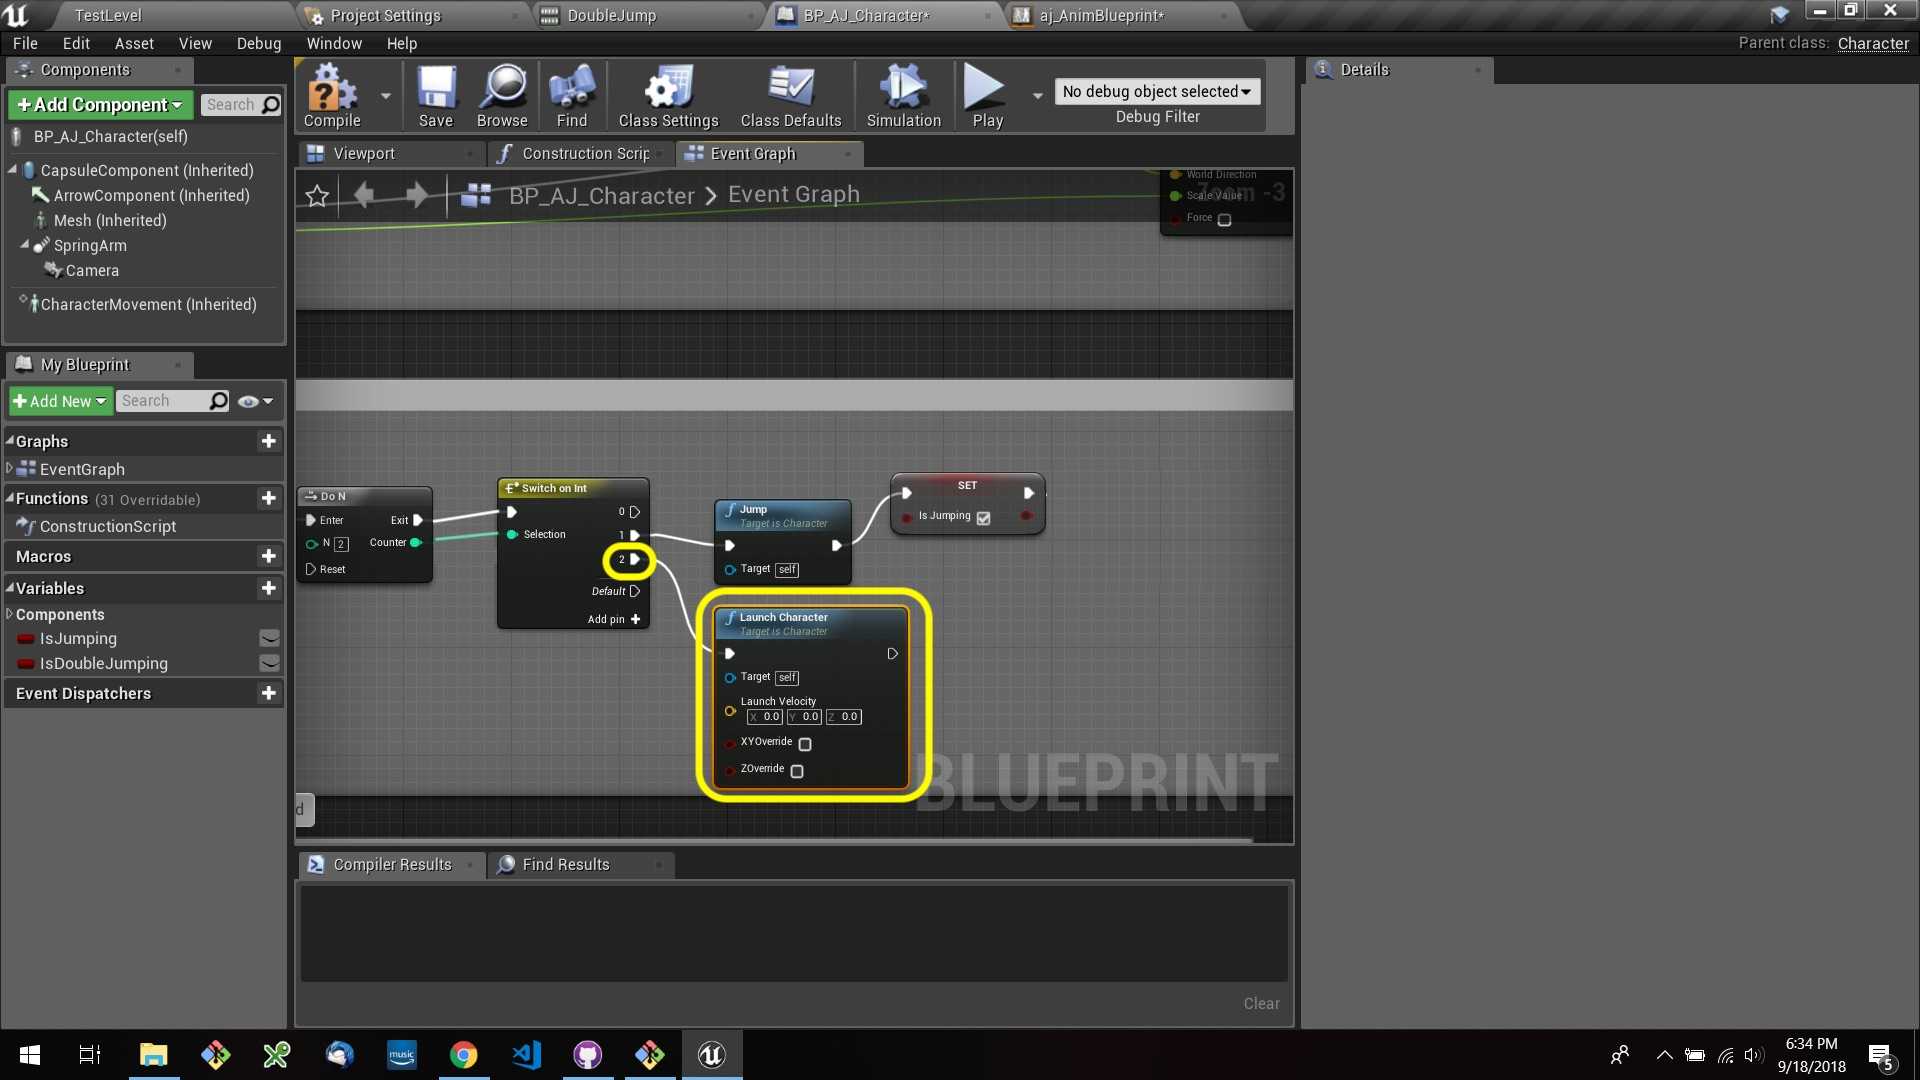 TestLevel
Project Settings
DoubleJump
BP_AJ_Character*
aj_AnimBlueprint*
File Edit Asset View Debug Window Help
Parent class: Character
Components
Add Component
Search
BP_AJ_Character(self)
CapsuleComponent (Inherited)
ArrowComponent (Inherited)
Mesh (Inherited)
SpringArm
Camera
CharacterMovement (Inherited)
My Blueprint
Add New
Search
Graphs
EventGraph
Functions (31 Overridable)
ConstructionScript
Macros
Variables
Components
IsJumping
IsDoubleJumping
Event Dispatchers
Compile
Save
Browse
Find
Class Settings
Class Defaults
Simulation
Play
No debug object selected
Debug Filter
Viewport
Construction Scrip
Event Graph
BP_AJ_Character > Event Graph
Zoom -3
World Direction
Scale Value
Force
Do N
Enter Exit
N 2 Counter
Reset
Switch on Int
0
Selection
1
2
Default
Add pin
Jump
Target is Character
Target self
SET
Is Jumping
Launch Character
Target is Character
Target self
Launch Velocity
X 0.0 Y 0.0 Z 0.0
XYOverride
ZOverride
BLUEPRINT
d
Compiler Results
Find Results
Clear
Details
music
6:34 PM
9/18/2018
5